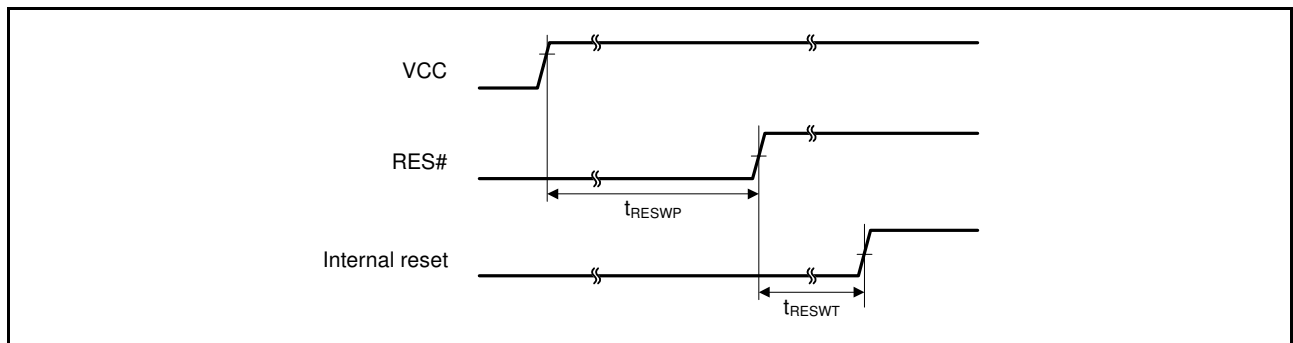 VCC
RES#
tRESWP
Internal reset
tRESWT